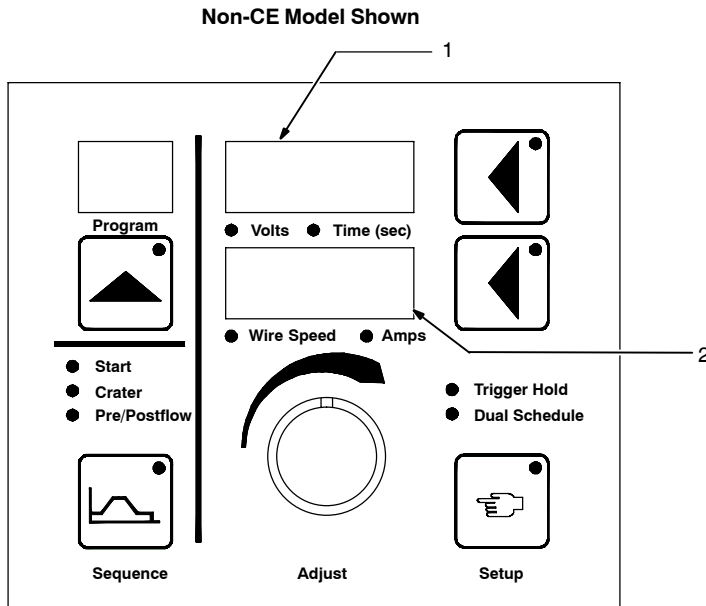 Non-CE Model Shown
1
Program
Volts Time (sec)
Wire Speed Amps
2
Start
Crater
Pre/Postflow
Trigger Hold
Dual Schedule
Sequence
Adjust
Setup